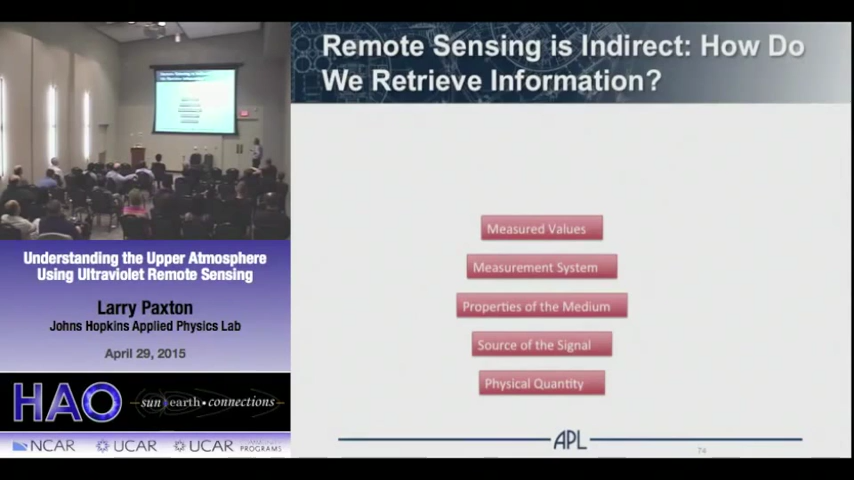 Remote Sensing is Indirect: How Do
We Retrieve Information?
Measured Values
Measurement System
Properties of the Medium
Source of the Signal
Physical Quantity
APL
74
Understanding the Upper Atmosphere
Using Ultraviolet Remote Sensing
Larry Paxton
Johns Hopkins Applied Physics Lab
April 29, 2015
HAO
sun earth • connections
NCAR UCAR UCAR PROGRAMS